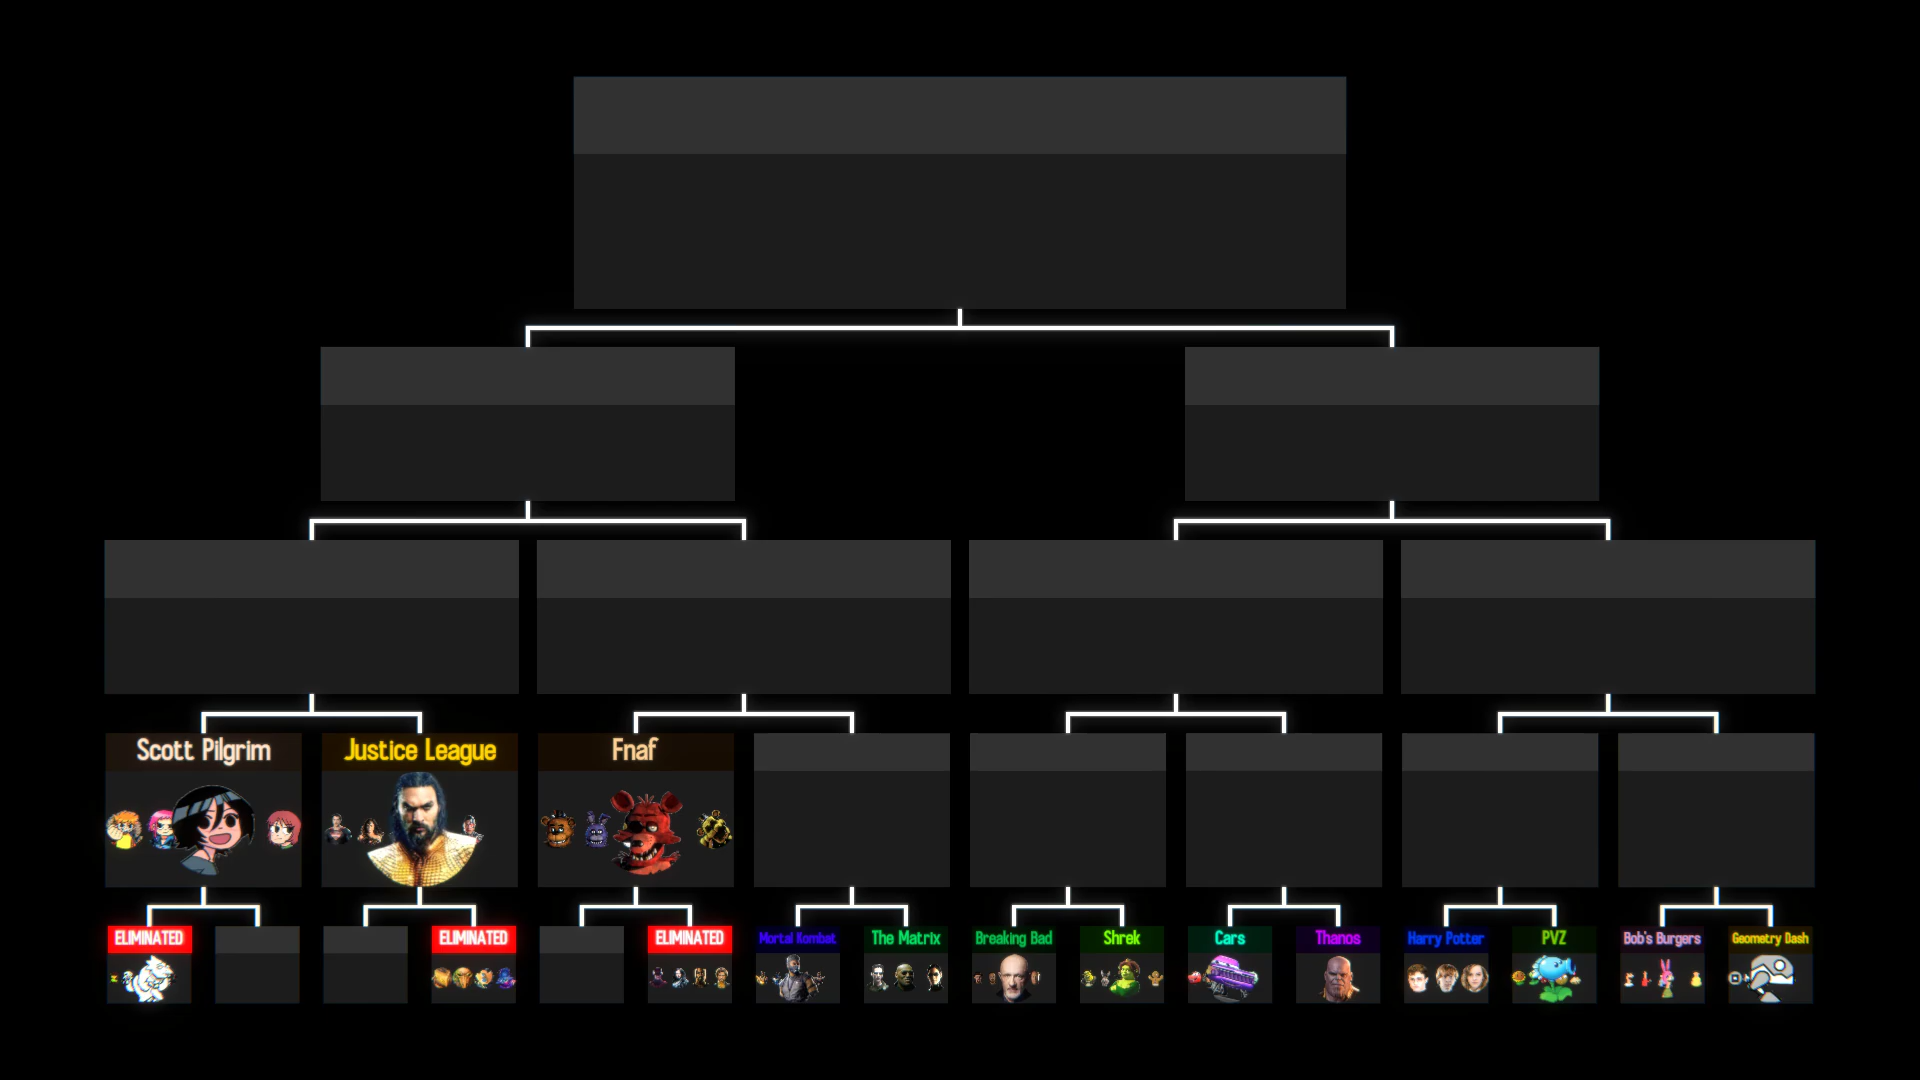 Scott Pilgrim
Justice League
Fnaf
ELIMINATED
ELIMINATED
ELIMINATED
Mortal Kombat
The Matrix
Breaking Bad
Shrek
Cars
Thanos
Harry Potter
PVZ
Bob's Burgers
Geometry Dash